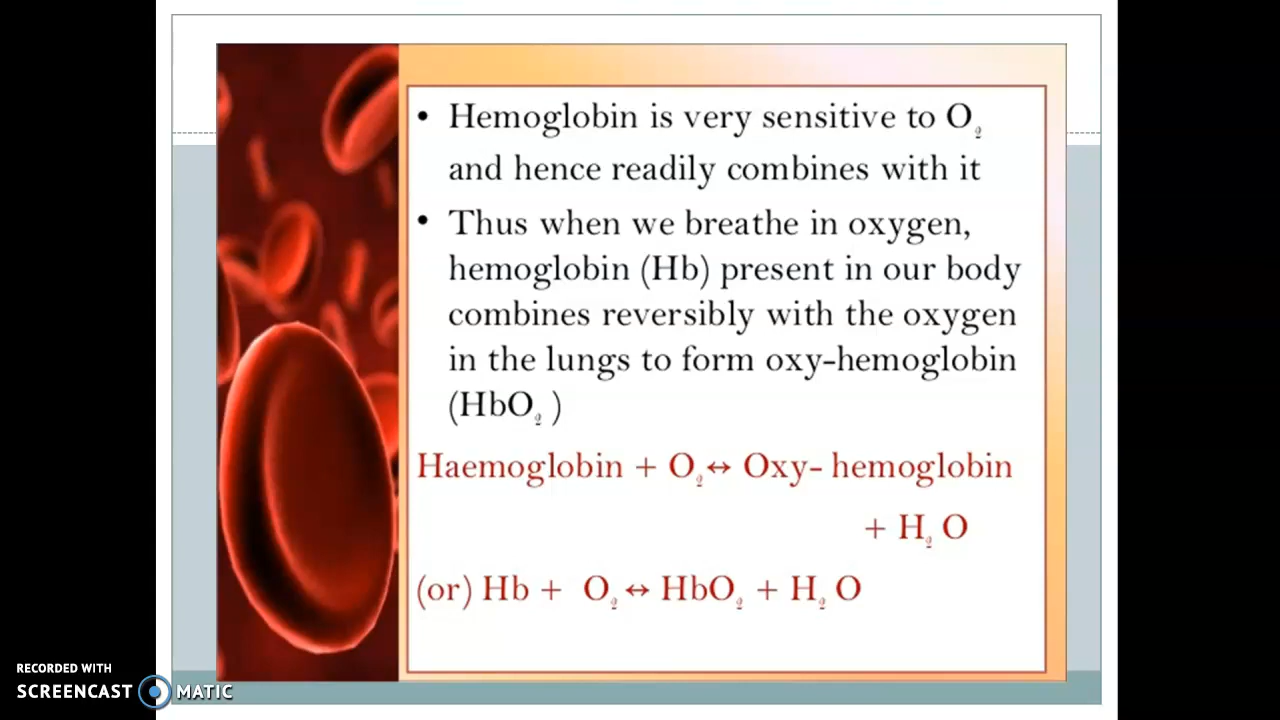 • Hemoglobin is very sensitive to O₂
and hence readily combines with it
• Thus when we breathe in oxygen,
hemoglobin (Hb) present in our body
combines reversibly with the oxygen
in the lungs to form oxy-hemoglobin
(HbO₂ )
Haemoglobin + O₂↔ Oxy- hemoglobin
+ H₂ O
(or) Hb + O₂↔ HbO₂ + H₂ O
RECORDED WITH
SCREENCAST MATIC